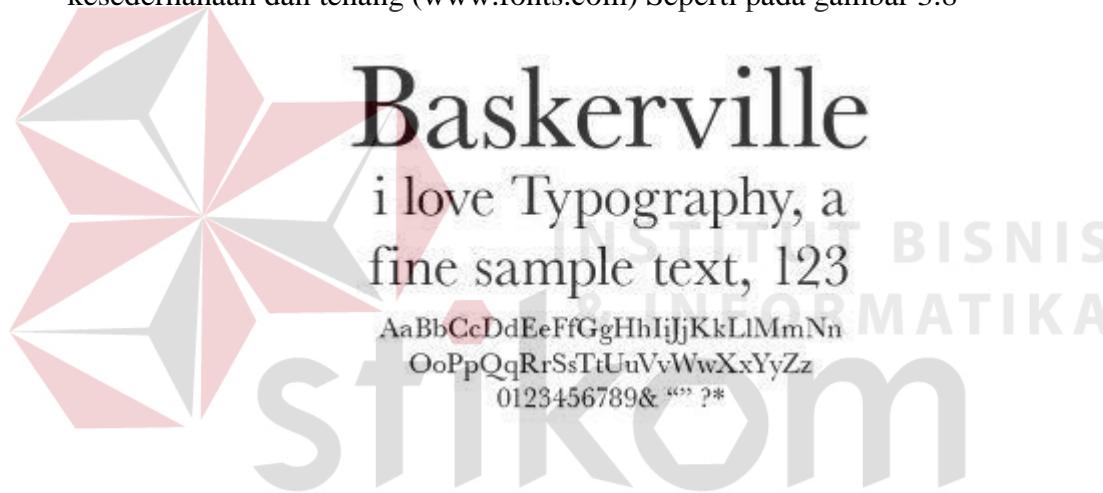 kesederhanaan dan tenang (www.fonts.com) Seperti pada gambar 3.8
Baskerville
i love Typography, a
fine sample text, 123
AaBbCcDdEeFfGgHhIiJjKkLlMmNn
OoPpQqRrSsTtUuVvWwXxYyZz
0123456789& “” ?*
INSTITUT BISNIS
& INFORMATIKA
stikom